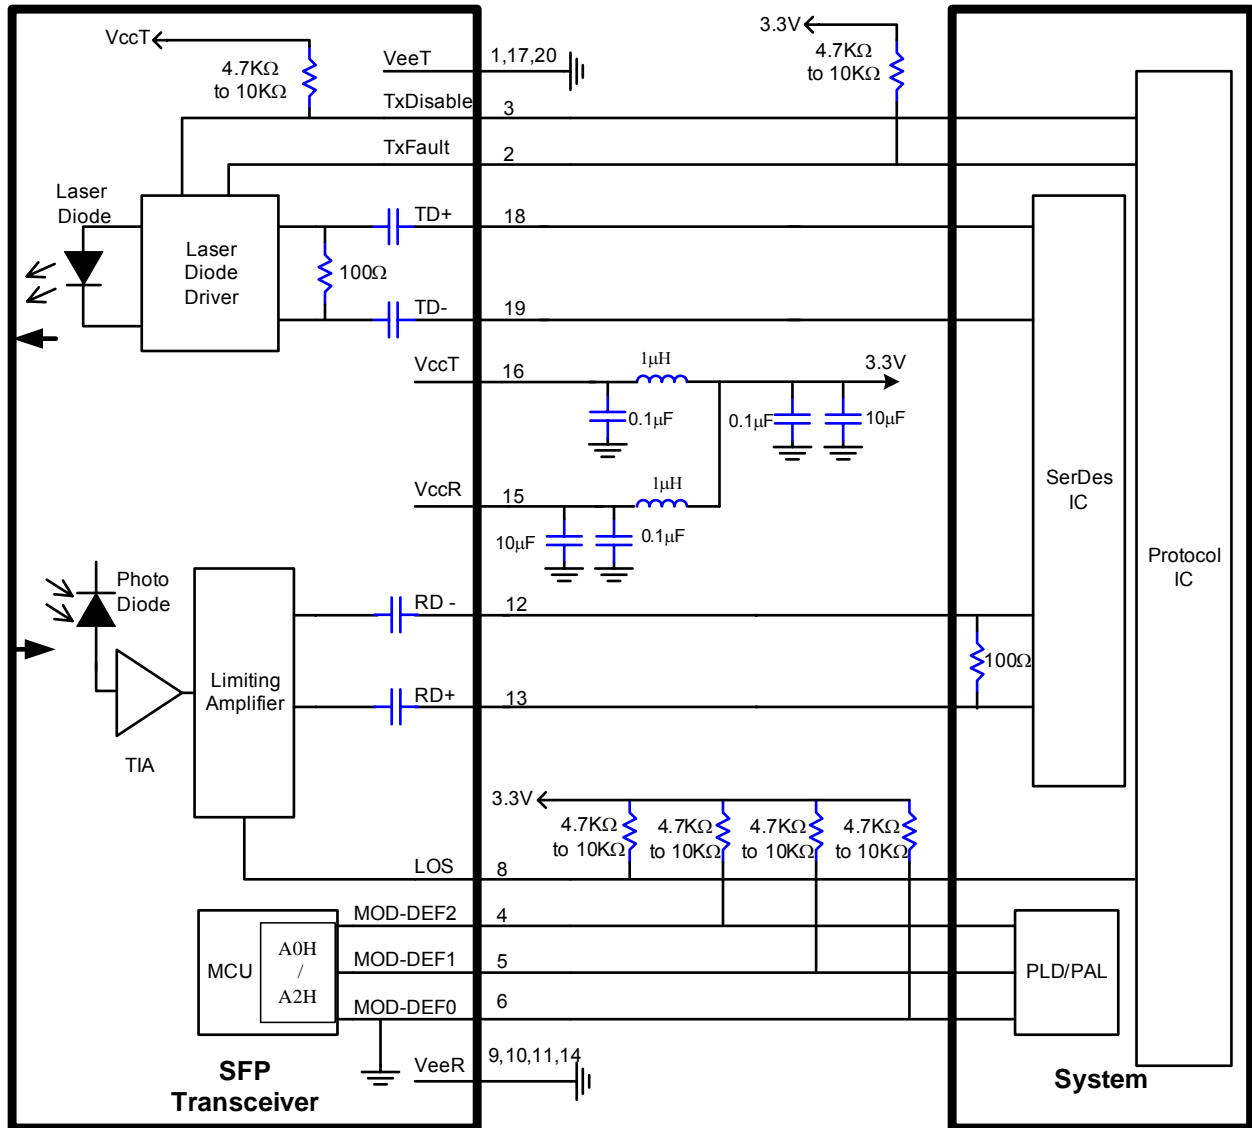 VccT
4.7KΩ
to 10KΩ
VeeT
1,17,20
3.3V
4.7KΩ
to 10KΩ
TxDisable
3
TxFault
2
Laser
Diode
Laser
Diode
Driver
TD+
18
100Ω
TD-
19
VccT
16
1μH
3.3V
0.1μF
0.1μF
10μF
VccR
15
1μH
10μF
0.1μF
SerDes
IC
Protocol
IC
Photo
Diode
RD -
12
Limiting
Amplifier
100Ω
RD+
13
TIA
3.3V
4.7KΩ
to 10KΩ
4.7KΩ
to 10KΩ
4.7KΩ
to 10KΩ
4.7KΩ
to 10KΩ
LOS
8
MOD-DEF2
4
MCU
A0H
/
A2H
MOD-DEF1
5
PLD/PAL
MOD-DEF0
6
VeeR
9,10,11,14
SFP
Transceiver
System